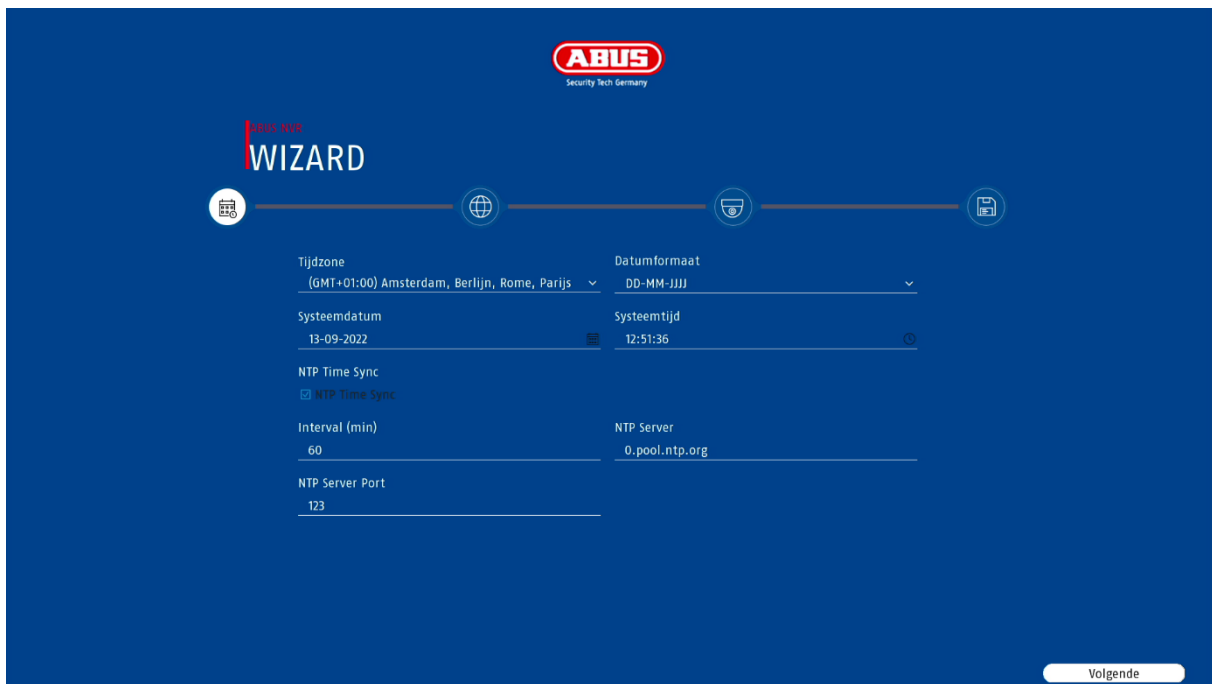 ABUS
Security Tech Germany
ABUS NVR
WIZARD
Tijdzone
Datumformaat
(GMT+01:00) Amsterdam, Berlijn, Rome, Parijs
DD-MM-JJJJ
Systeemdatum
Systeemtijd
13-09-2022
12:51:36
NTP Time Sync
NTP Time Sync
Interval (min)
NTP Server
60
0.pool.ntp.org
NTP Server Port
123
Volgende